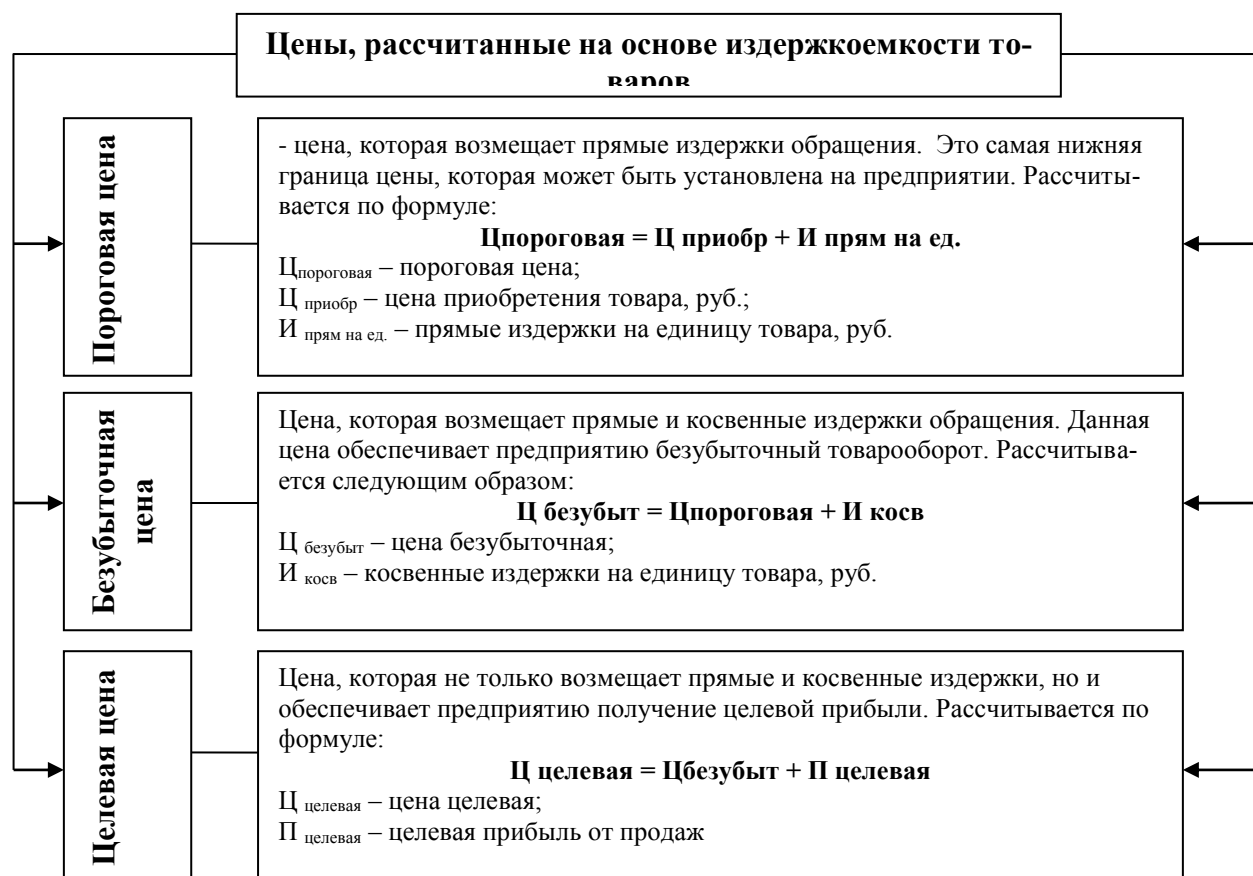 Цены, рассчитанные на основе издержкоемкости то-
варов
Пороговая цена
- цена, которая возмещает прямые издержки обращения.  Это самая нижняя
граница цены, которая может быть установлена на предприятии. Рассчиты-
вается по формуле:
Цпороговая = Ц приобр + И прям на ед.
Цпороговая – пороговая цена;
Ц приобр – цена приобретения товара, руб.;
И прям на ед. – прямые издержки на единицу товара, руб.
Безубыточная
цена
Цена, которая возмещает прямые и косвенные издержки обращения. Данная
цена обеспечивает предприятию безубыточный товарооборот. Рассчитыва-
ется следующим образом:
Ц безубыт = Цпороговая + И косв
Ц безубыт – цена безубыточная;
И косв – косвенные издержки на единицу товара, руб.
Целевая цена
Цена, которая не только возмещает прямые и косвенные издержки, но и
обеспечивает предприятию получение целевой прибыли. Рассчитывается по
формуле:
Ц целевая = Цбезубыт + П целевая
Ц целевая – цена целевая;
П целевая – целевая прибыль от продаж